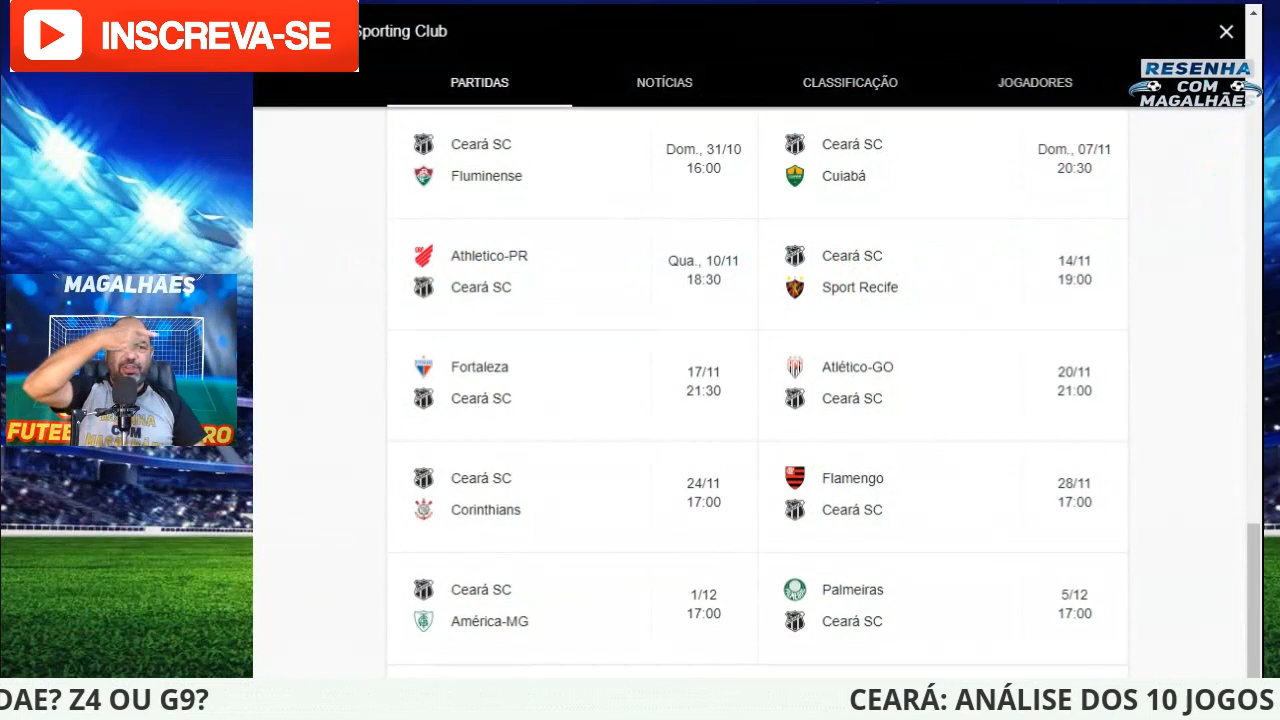 INSCREVA-SE
Sporting Club
PARTIDAS
NOTÍCIAS
CLASSIFICAÇÃO
JOGADORES
RESENHA
COM
MAGALHÃES
Ceará SC
Fluminense
Dom., 31/10
16:00
Ceará SC
Cuiabá
Dom., 07/11
20:30
Athletico-PR
Ceará SC
Qua., 10/11
18:30
Ceará SC
Sport Recife
14/11
19:00
Fortaleza
Ceará SC
17/11
21:30
Atlético-GO
Ceará SC
20/11
21:00
Ceará SC
Corinthians
24/11
17:00
Flamengo
Ceará SC
28/11
17:00
Ceará SC
América-MG
1/12
17:00
Palmeiras
Ceará SC
5/12
17:00
MAGALHÃES
COM
DAE? Z4 OU G9?
CEARÁ: ANÁLISE DOS 10 JOGOS